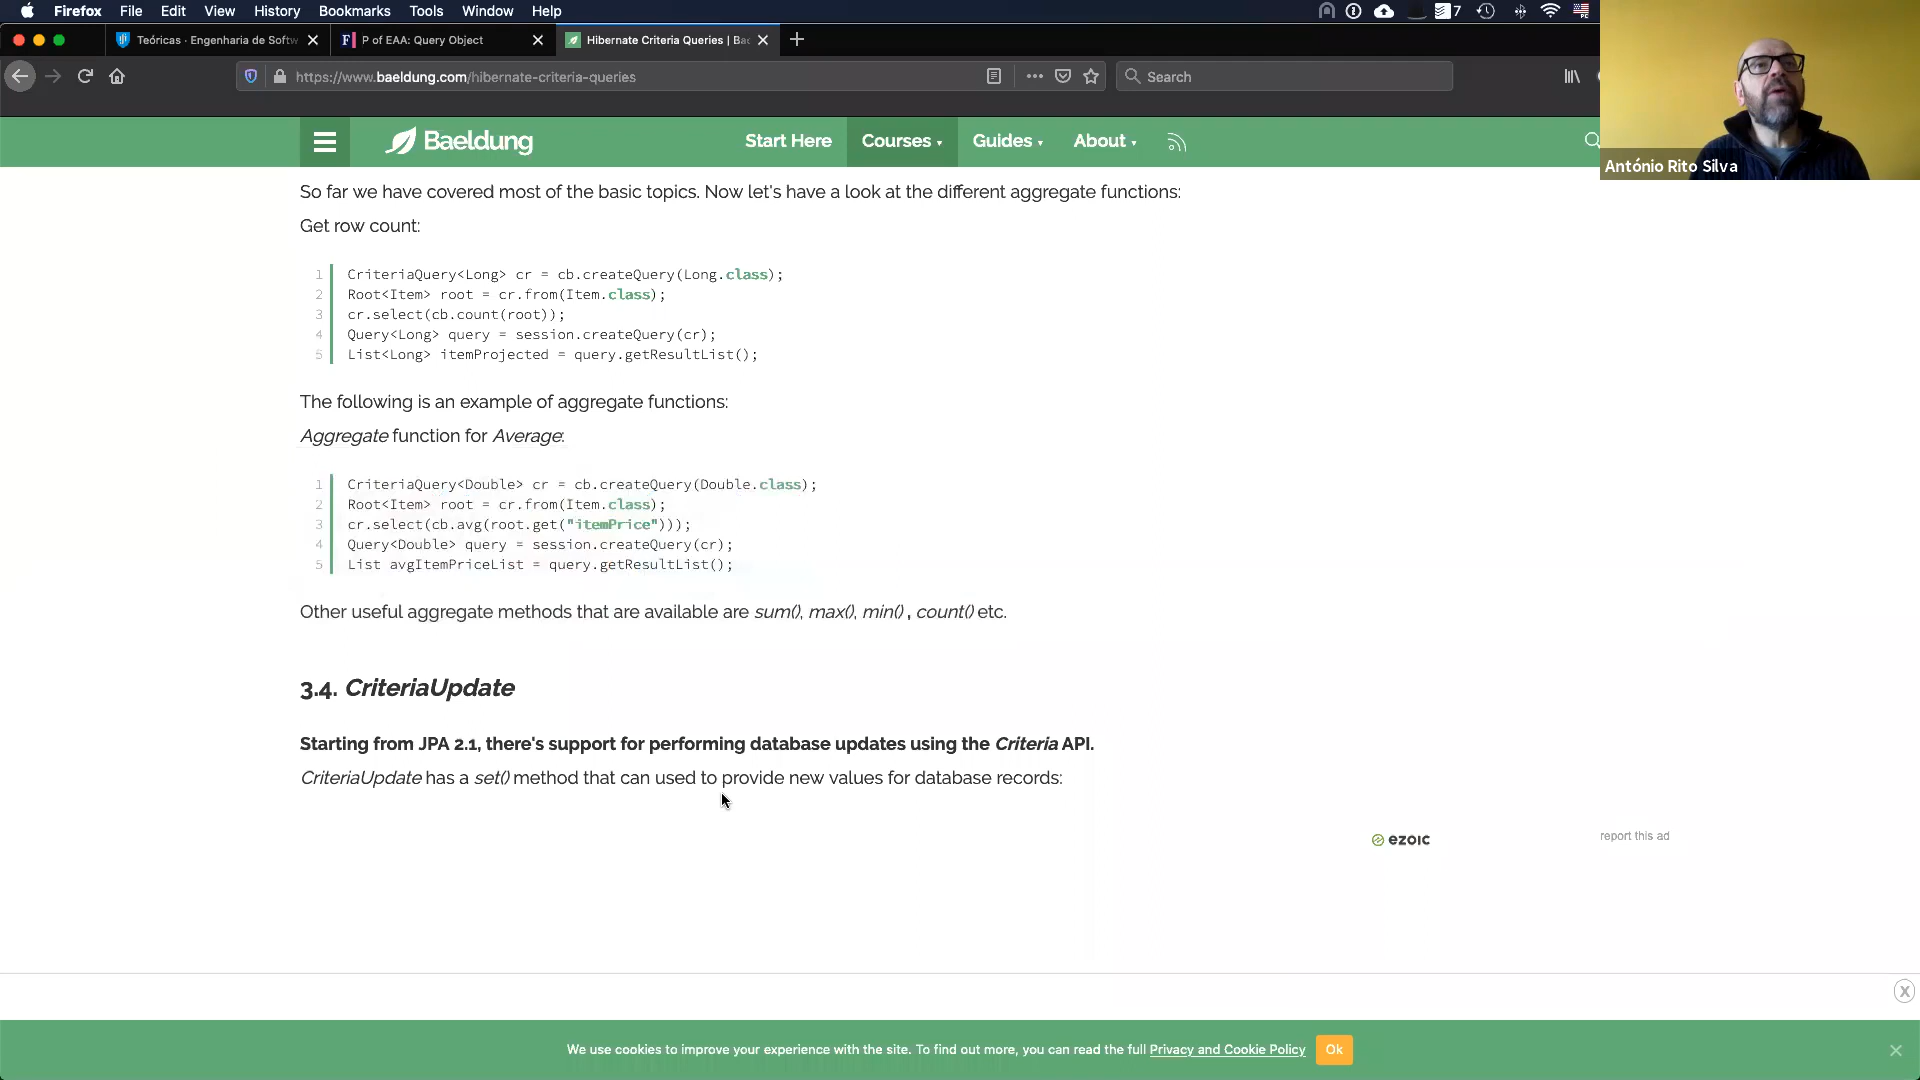 Firefox File Edit View History Bookmarks Tools Window Help 7
Teóricas · Engenharia de Softw P of EAA: Query Object Hibernate Criteria Queries | Bae
https://www.baeldung.com/hibernate-criteria-queries Search
Baeldung Start Here Courses Guides About
António Rito Silva
So far we have covered most of the basic topics. Now let's have a look at the different aggregate functions:
Get row count:
1 CriteriaQuery<Long> cr = cb.createQuery(Long.class);
2 Root<Item> root = cr.from(Item.class);
3 cr.select(cb.count(root));
4 Query<Long> query = session.createQuery(cr);
5 List<Long> itemProjected = query.getResultList();
The following is an example of aggregate functions:
Aggregate function for Average:
1 CriteriaQuery<Double> cr = cb.createQuery(Double.class);
2 Root<Item> root = cr.from(Item.class);
3 cr.select(cb.avg(root.get("itemPrice")));
4 Query<Double> query = session.createQuery(cr);
5 List avgItemPriceList = query.getResultList();
Other useful aggregate methods that are available are sum(), max(), min() , count() etc.
3.4. CriteriaUpdate
Starting from JPA 2.1, there's support for performing database updates using the Criteria API.
CriteriaUpdate has a set() method that can used to provide new values for database records:
ezoic report this ad
We use cookies to improve your experience with the site. To find out more, you can read the full Privacy and Cookie Policy Ok